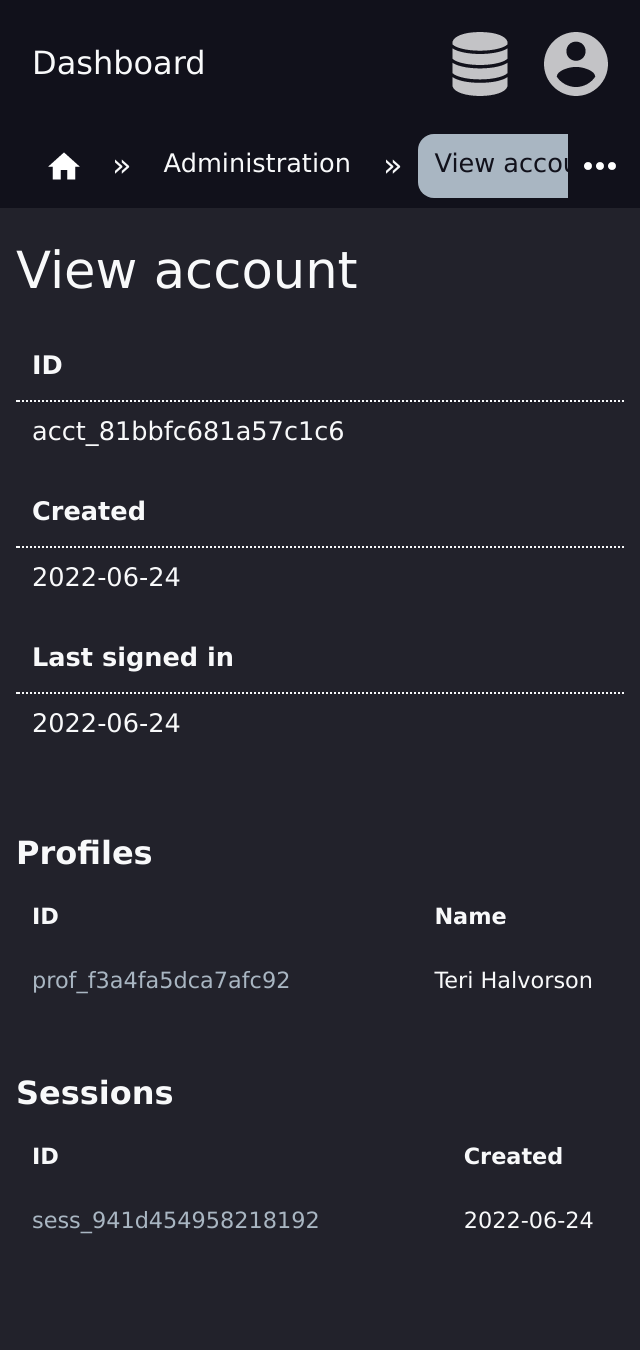 Dashboard
» Administration » View accou
View account
ID
acct_81bbfc681a57c1c6
Created
2022-06-24
Last signed in
2022-06-24
Profiles
ID Name
prof_f3a4fa5dca7afc92 Teri Halvorson
Sessions
ID Created
sess_941d454958218192 2022-06-24